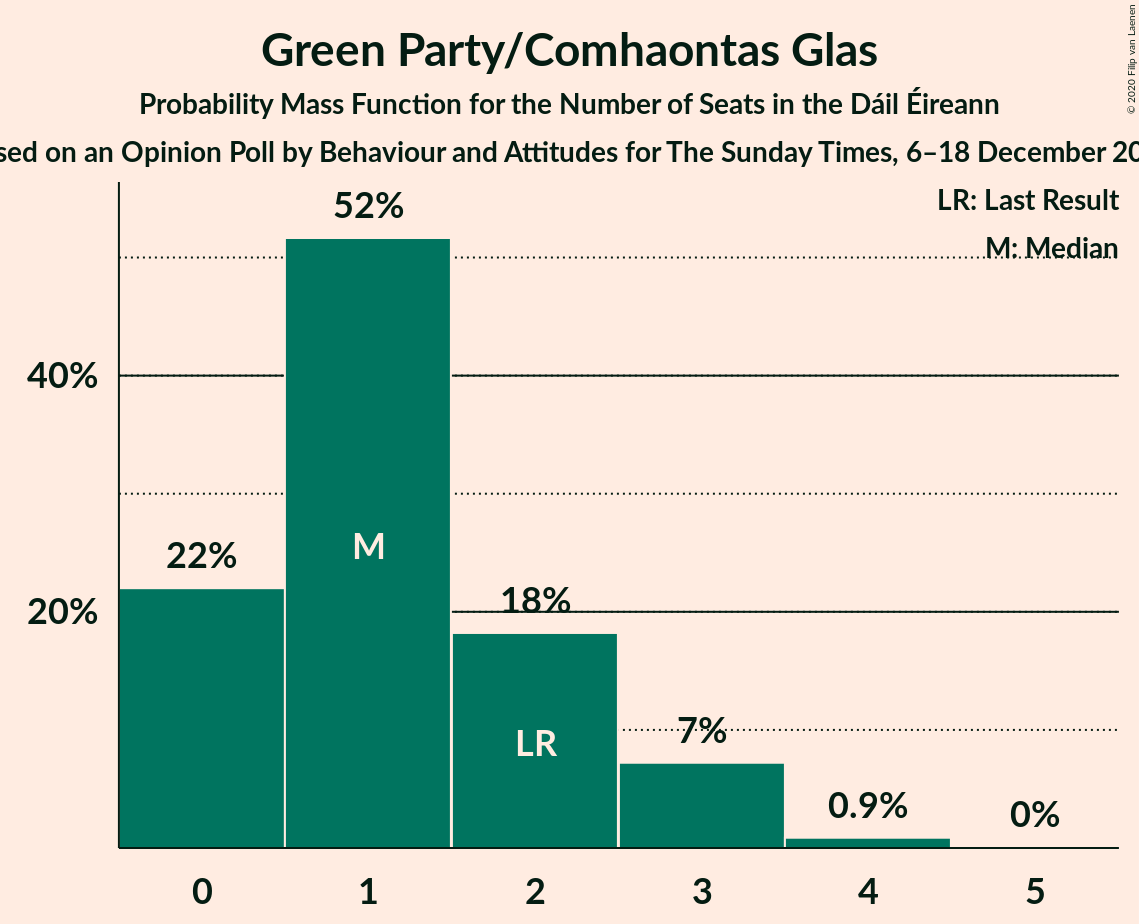 Green Party/Comhaontas Glas
Probability Mass Function for the Number of Seats in the Dáil Éireann
on an Opinion Poll by Behaviour and Attitudes for The Sunday Times, 6–18 December
© 2020 Filip van Laenen
LR: Last Result
M: Median
52%
40%
M
22%
18%
20%
7%
LR
0.9%
0%
0 1 2 3 4 5